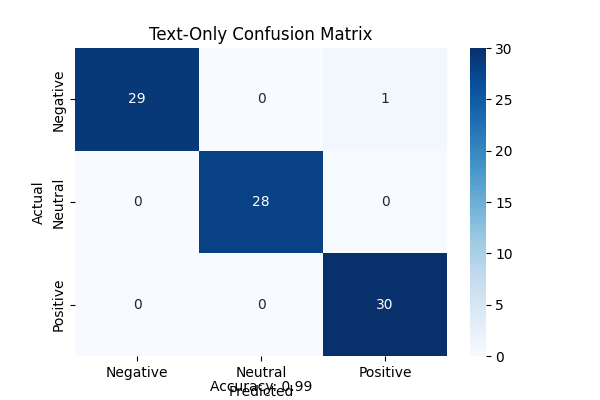 Text-Only Confusion Matrix
Actual
Negative
29 0 1
Neutral
0 28 0
Positive
0 0 30
Negative Neutral Positive
Accuracy: 0.99
Predicted
30
25
20
15
10
5
0